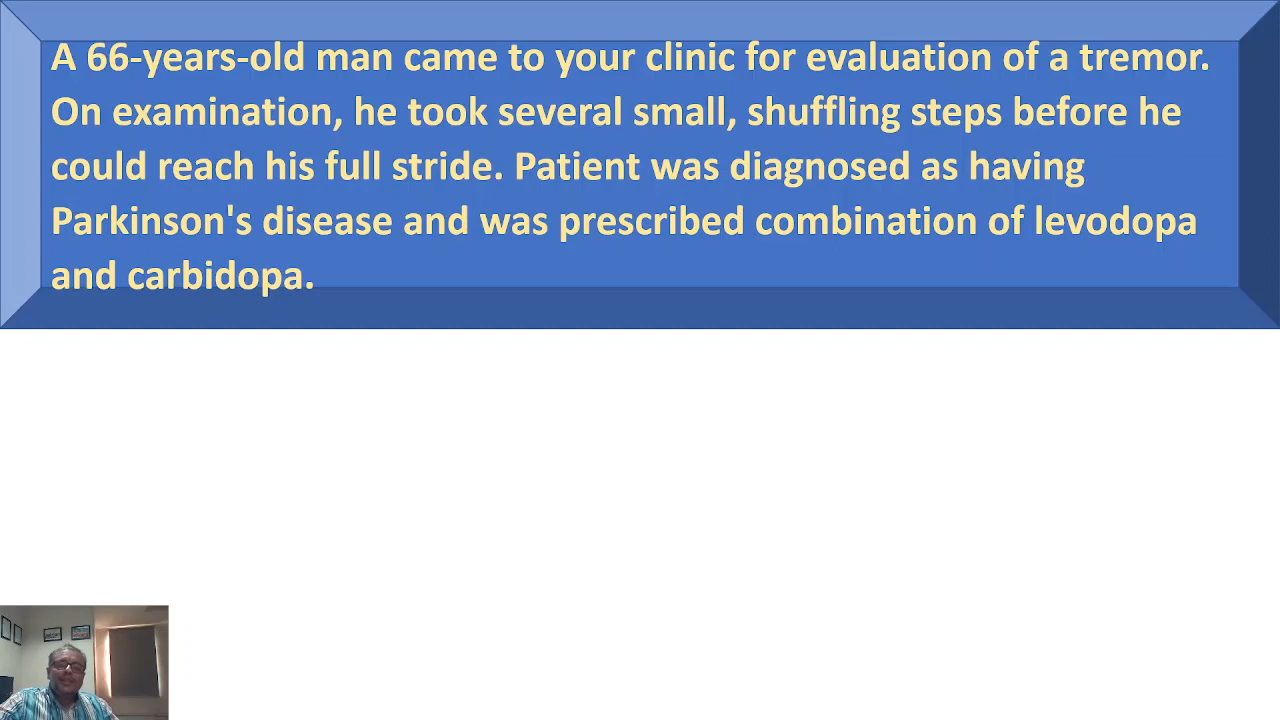 A 66-years-old man came to your clinic for evaluation of a tremor.
On examination, he took several small, shuffling steps before he
could reach his full stride. Patient was diagnosed as having
Parkinson's disease and was prescribed combination of levodopa
and carbidopa.